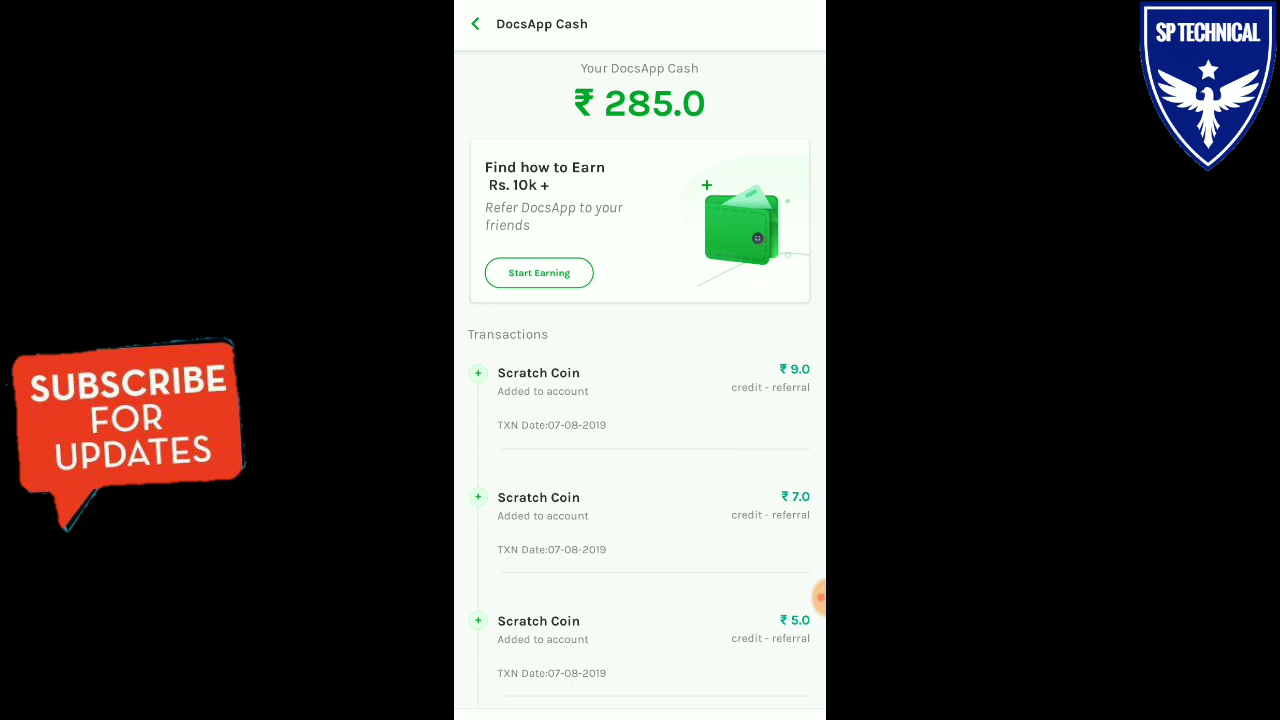 DocsApp Cash
Your DocsApp Cash
₹ 285.0
Find how to Earn
Rs. 10k +
Refer DocsApp to your
friends
Start Earning
Transactions
Scratch Coin
₹ 9.0
Added to account
credit - referral
TXN Date:07-08-2019
Scratch Coin
₹ 7.0
Added to account
credit - referral
TXN Date:07-08-2019
Scratch Coin
₹ 5.0
Added to account
credit - referral
TXN Date:07-08-2019
SUBSCRIBE
FOR
UPDATES
SP TECHNICAL